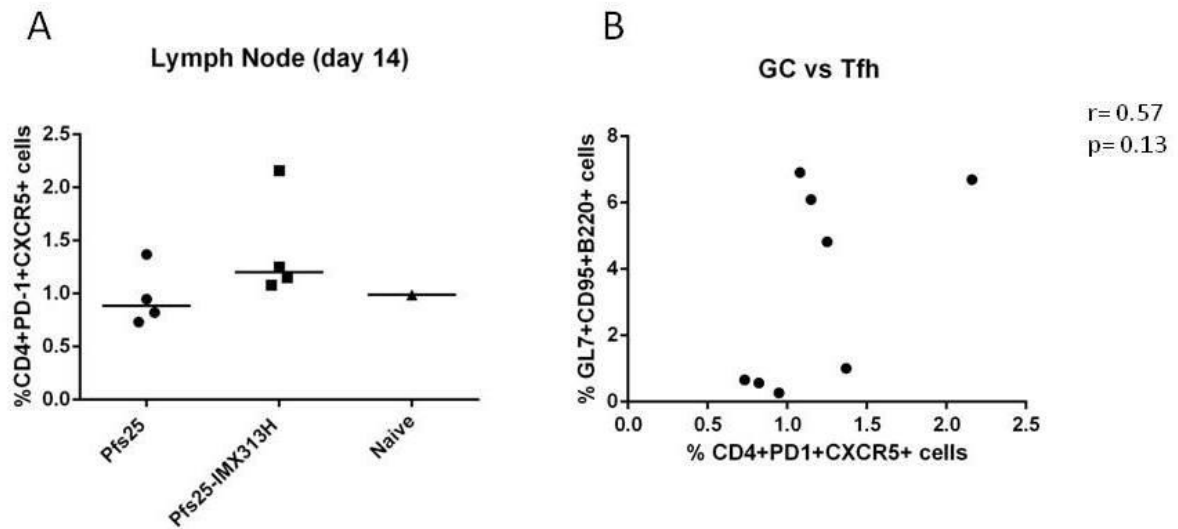 A
Lymph Node (day 14)
%CD4+PD-1+CXCR5+ cells
2.5
2.0
1.5
1.0
0.5
0.0
Pfs25
Pfs25-IMX313H
Naive
B
GC vs Tfh
r= 0.57
p= 0.13
% GL7+CD95+B220+ cells
8
6
4
2
0
0.0 0.5 1.0 1.5 2.0 2.5
% CD4+PD1+CXCR5+ cells